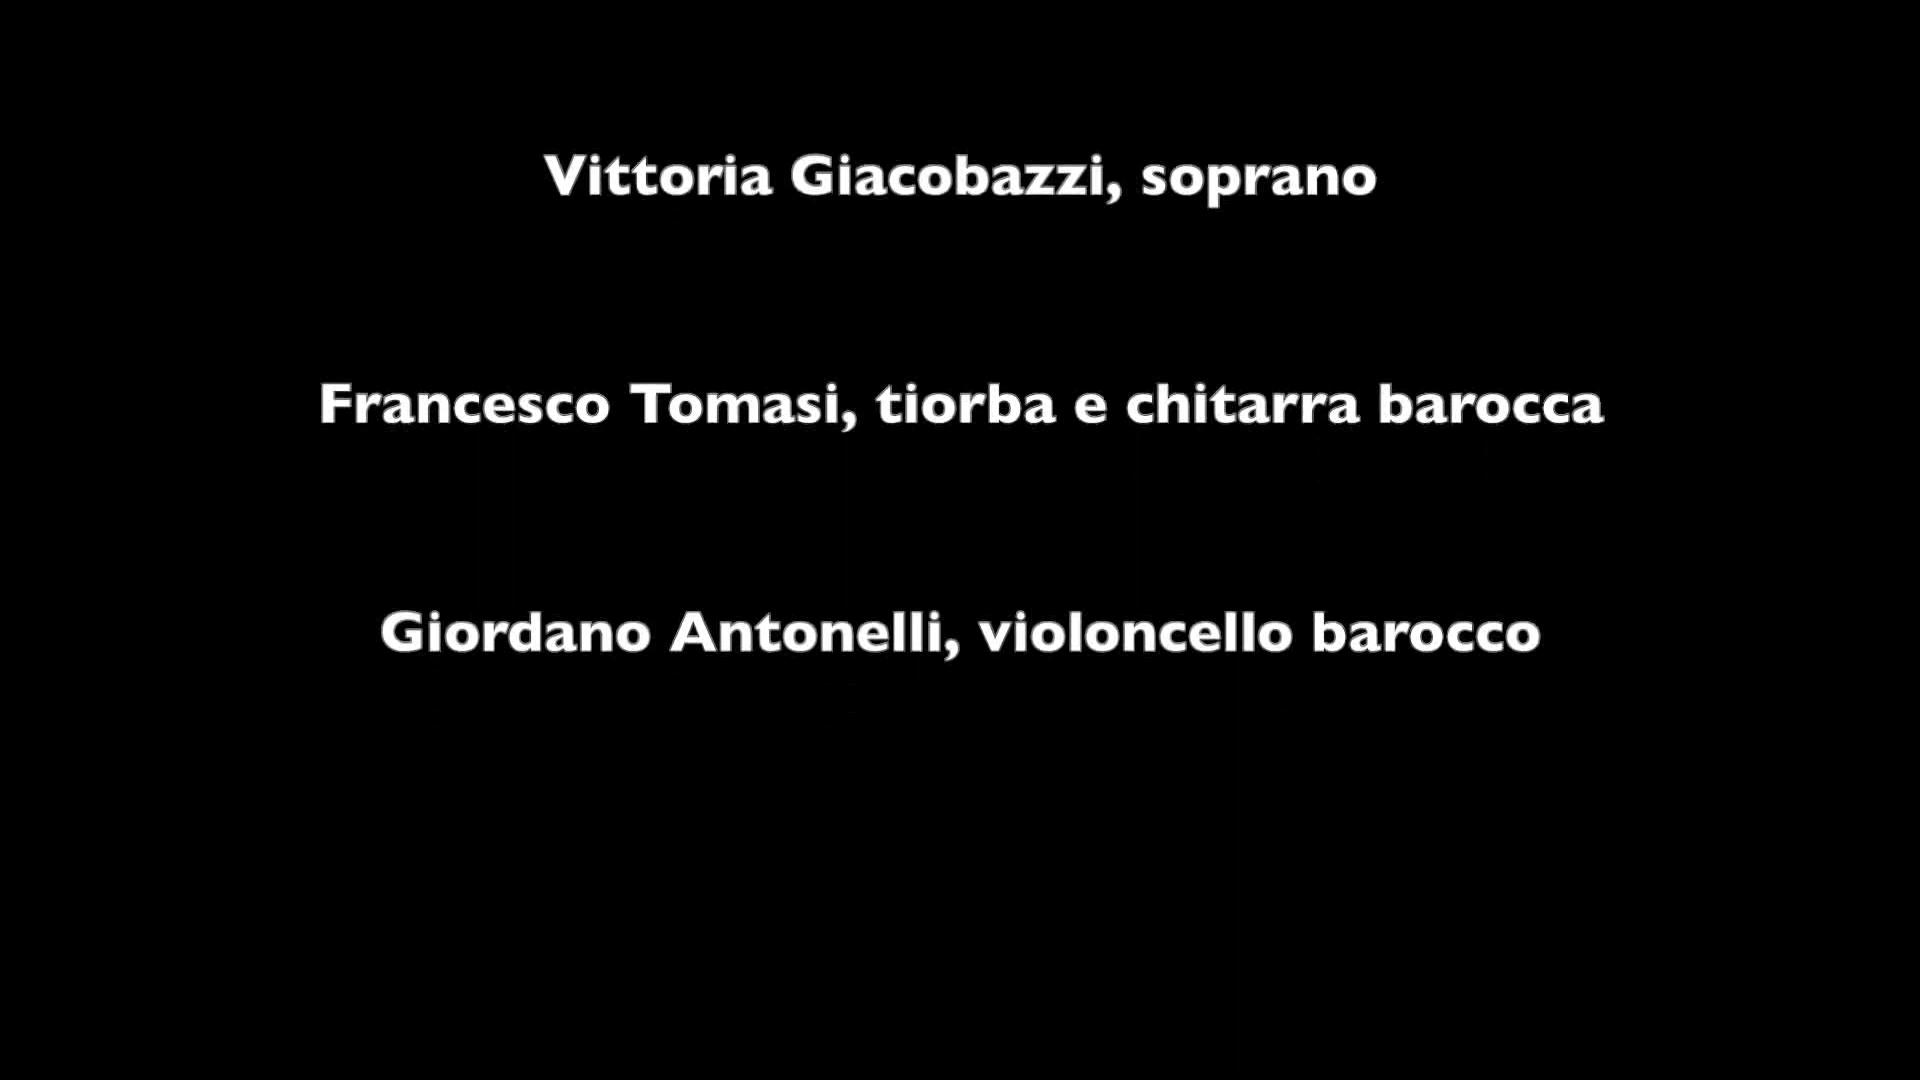 Vittoria Giacobazzi, soprano
Francesco Tomasi, tiorba e chitarra barocca
Giordano Antonelli, violoncello barocco